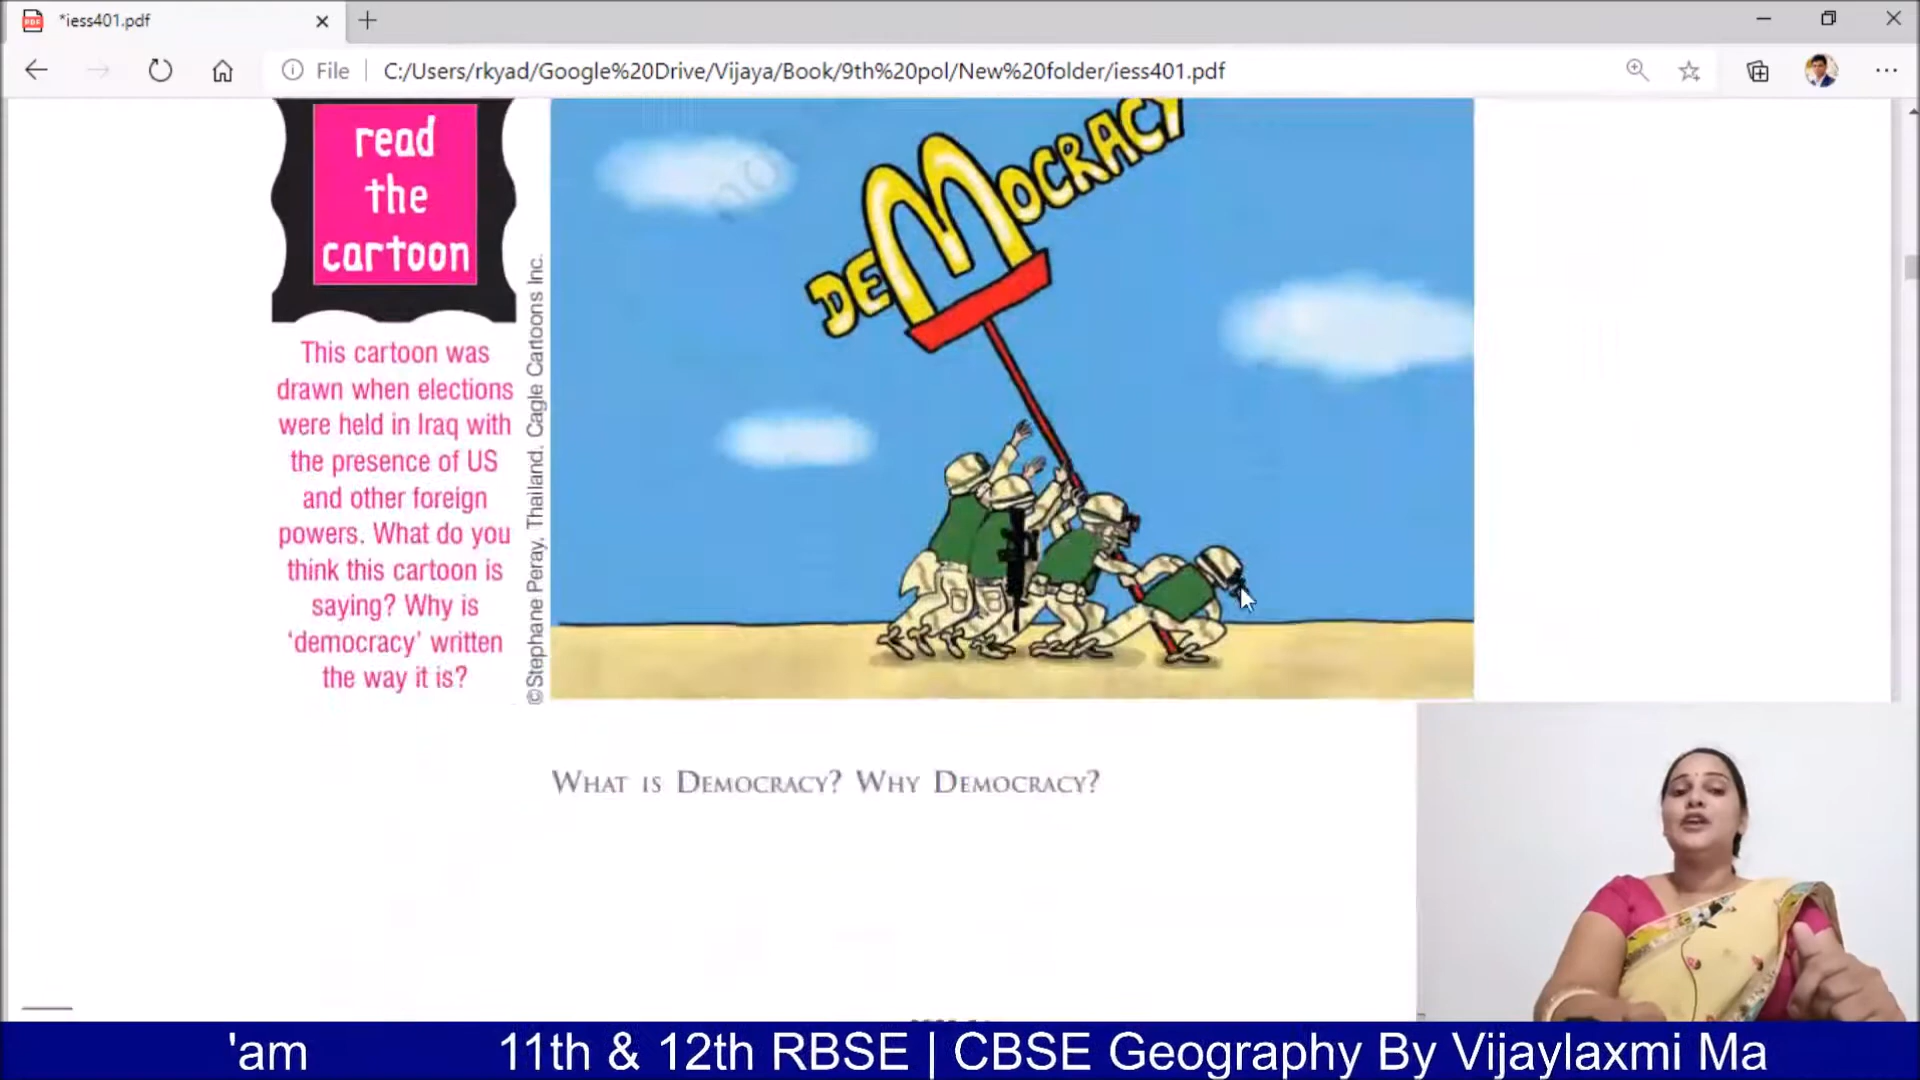 *iess401.pdf
File
C:/Users/rkyad/Google%20Drive/Vijaya/Book/9th%20pol/New%20folder/iess401.pdf
read
the
cartoon
This cartoon was
drawn when elections
were held in Iraq with
the presence of US
and other foreign
powers. What do you
think this cartoon is
saying? Why is
‘democracy’ written
the way it is?
©Stephane Peray, Thailand, Cagle Cartoons Inc.
DEMOCRACY
WHAT IS DEMOCRACY? WHY DEMOCRACY?
'am 11th & 12th RBSE | CBSE Geography By Vijaylaxmi Ma